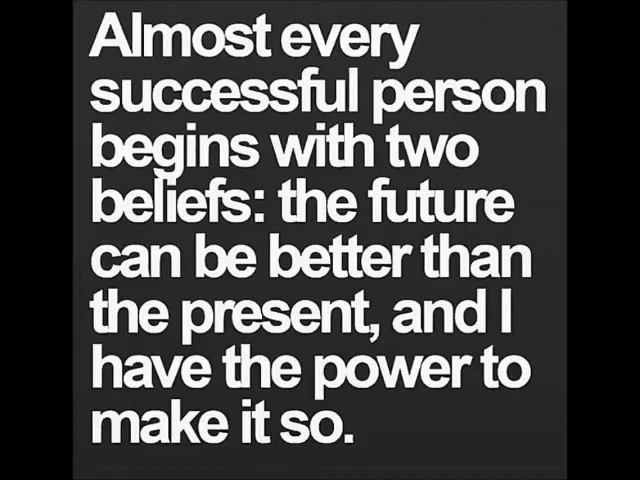 Almost every
successful person
begins with two
beliefs: the future
can be better than
the present, and I
have the power to
make it so.